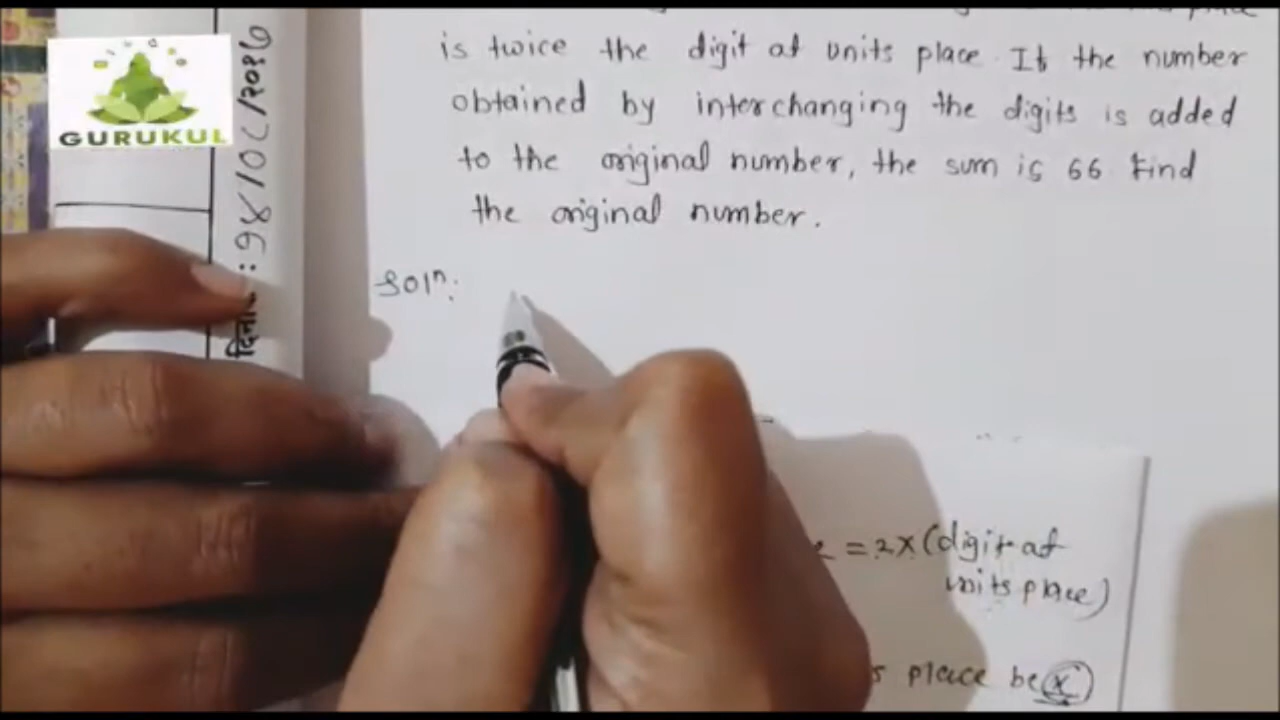 is twice the digit at units place. If the number
obtained by interchanging the digits is added
to the original number, the sum is 66 Find
the original number.
Soln:
= 2x (digit at
units place)
place be x
GURUKUL